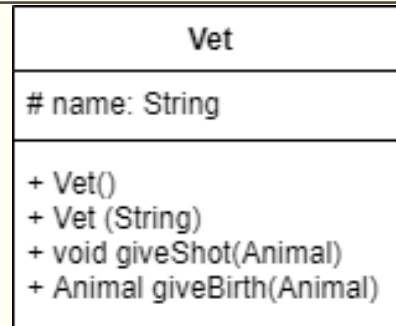 Vet
# name: String
+ Vet()
+ Vet (String)
+ void giveShot(Animal)
+ Animal giveBirth(Animal)